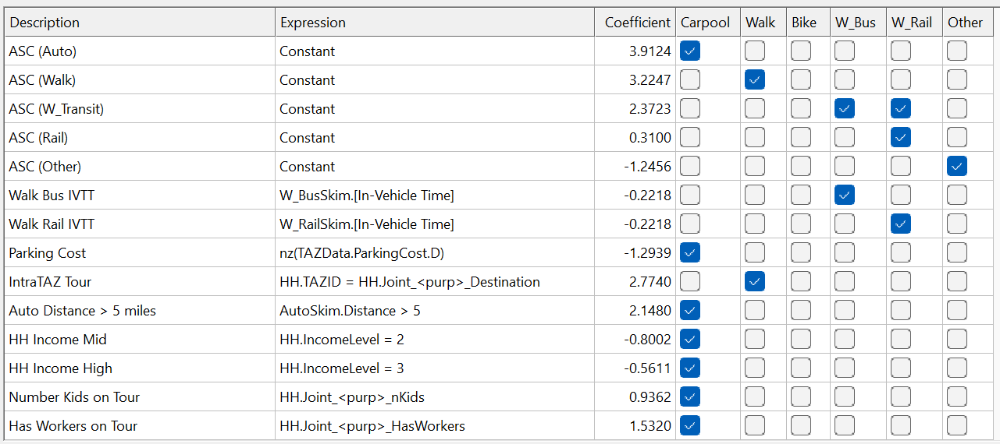 Description Expression Coefficient Carpool Walk Bike W_Bus W_Rail Other
ASC (Auto) Constant 3.9124
ASC (Walk) Constant 3.2247
ASC (W_Transit) Constant 2.3723
ASC (Rail) Constant 0.3100
ASC (Other) Constant -1.2456
Walk Bus IVTT W_BusSkim.[In-Vehicle Time] -0.2218
Walk Rail IVTT W_RailSkim.[In-Vehicle Time] -0.2218
Parking Cost nz(TAZData.ParkingCost.D) -1.2939
IntraTAZ Tour HH.TAZID = HH.Joint_<purp>_Destination 2.7740
Auto Distance > 5 miles AutoSkim.Distance > 5 2.1480
HH Income Mid HH.IncomeLevel = 2 -0.8002
HH Income High HH.IncomeLevel = 3 -0.5611
Number Kids on Tour HH.Joint_<purp>_nKids 0.9362
Has Workers on Tour HH.Joint_<purp>_HasWorkers 1.5320